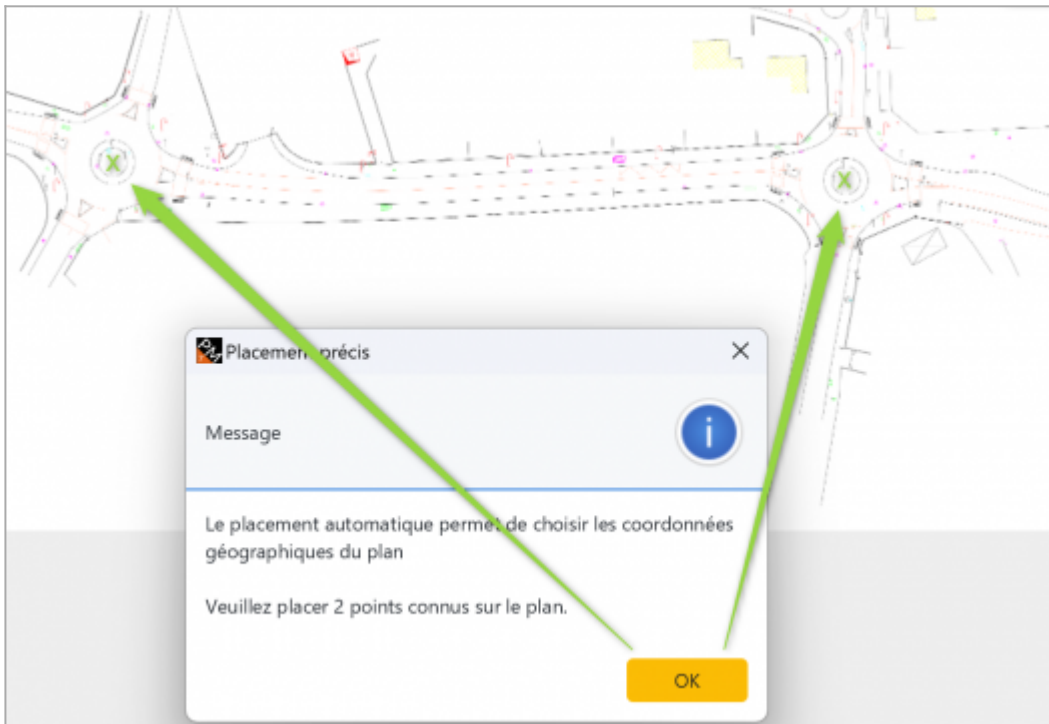 X
X
Placement précis
Message
Le placement automatique permet de choisir les coordonnées
géographiques du plan
Veuillez placer 2 points connus sur le plan.
OK